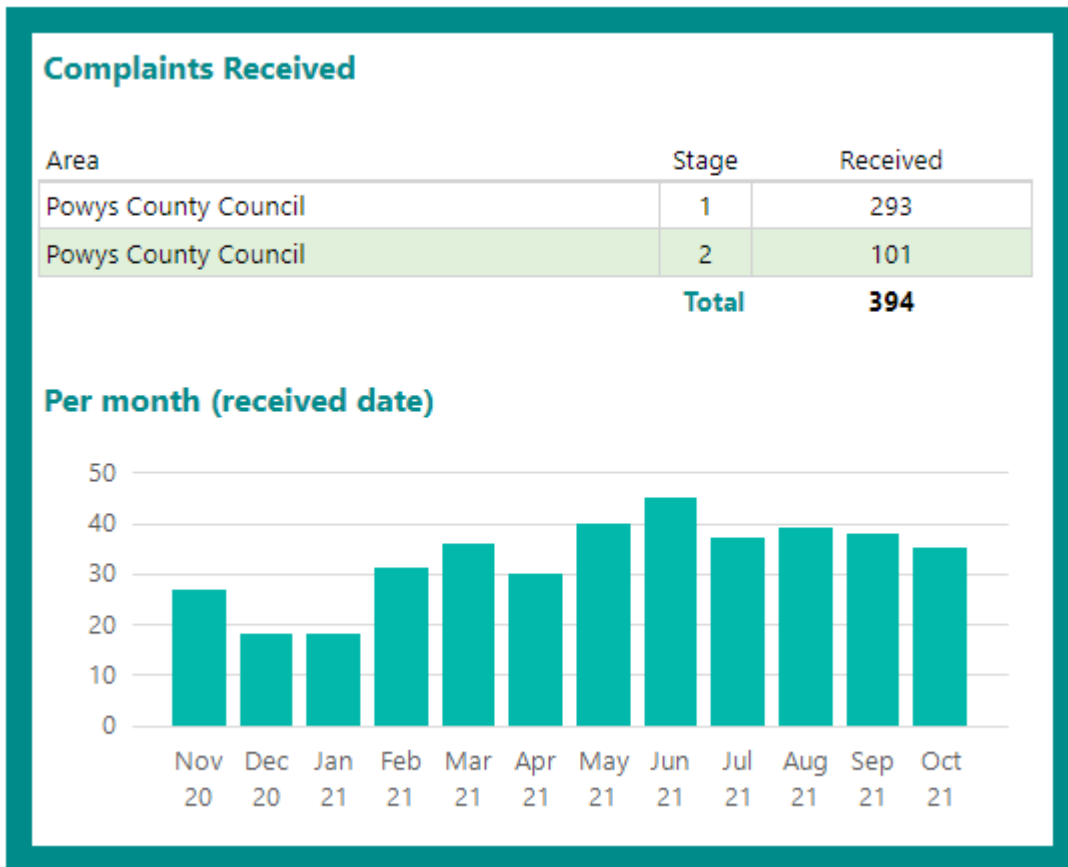 Complaints Received
Area Stage Received
Powys County Council 1 293
Powys County Council 2 101
Total 394
Per month (received date)
50
40
30
20
10
0
Nov Dec Jan Feb Mar Apr May Jun Jul Aug Sep Oct
20 20 21 21 21 21 21 21 21 21 21 21